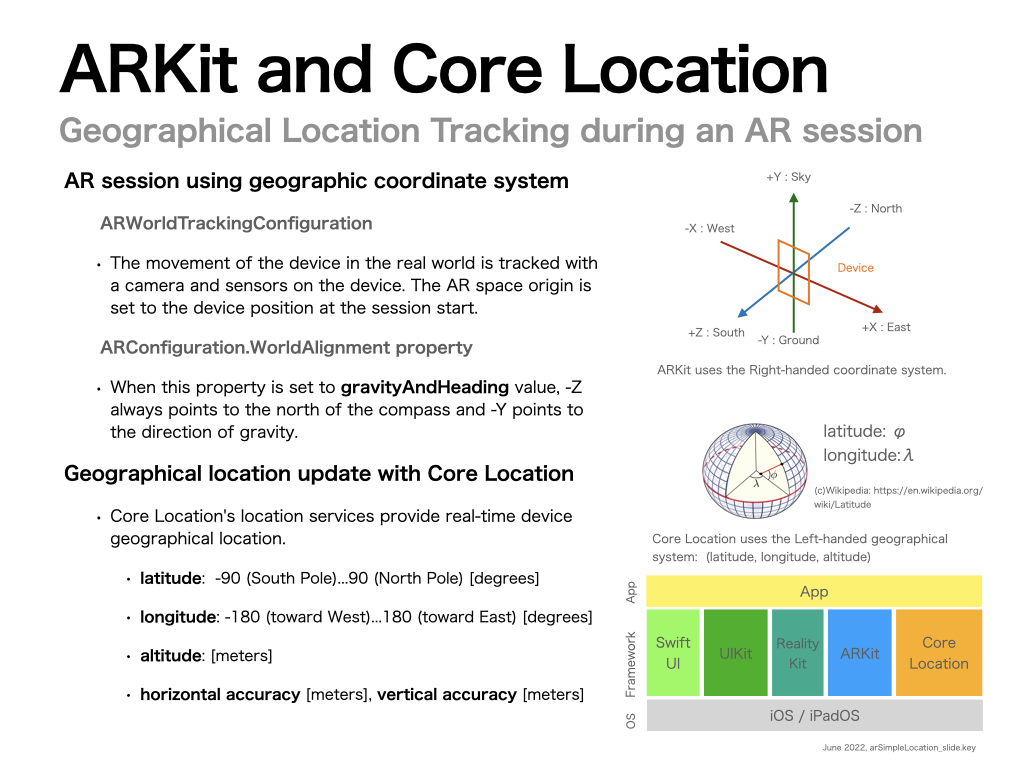 ARKit and Core Location
Geographical Location Tracking during an AR session
AR session using geographic coordinate system
ARWorldTrackingConfiguration
• The movement of the device in the real world is tracked with
a camera and sensors on the device. The AR space origin is
set to the device position at the session start.
ARConfiguration.WorldAlignment property
• When this property is set to gravityAndHeading value, -Z
always points to the north of the compass and -Y points to
the direction of gravity.
Geographical location update with Core Location
• Core Location's location services provide real-time device
geographical location.
• latitude:  -90 (South Pole)...90 (North Pole) [degrees]
• longitude: -180 (toward West)...180 (toward East) [degrees]
• altitude: [meters]
• horizontal accuracy [meters], vertical accuracy [meters]
+Y : Sky
-Z : North
-X : West
Device
+Z : South
-Y : Ground
+X : East
ARKit uses the Right-handed coordinate system.
latitude: φ
longitude: λ
λ
φ
(c)Wikipedia: https://en.wikipedia.org/
wiki/Latitude
Core Location uses the Left-handed geographical
system:  (latitude, longitude, altitude)
App
App
Framework
Swift
UI
UIKit
Reality
Kit
ARKit
Core
Location
OS
iOS / iPadOS
June 2022, arSimpleLocation_slide.key